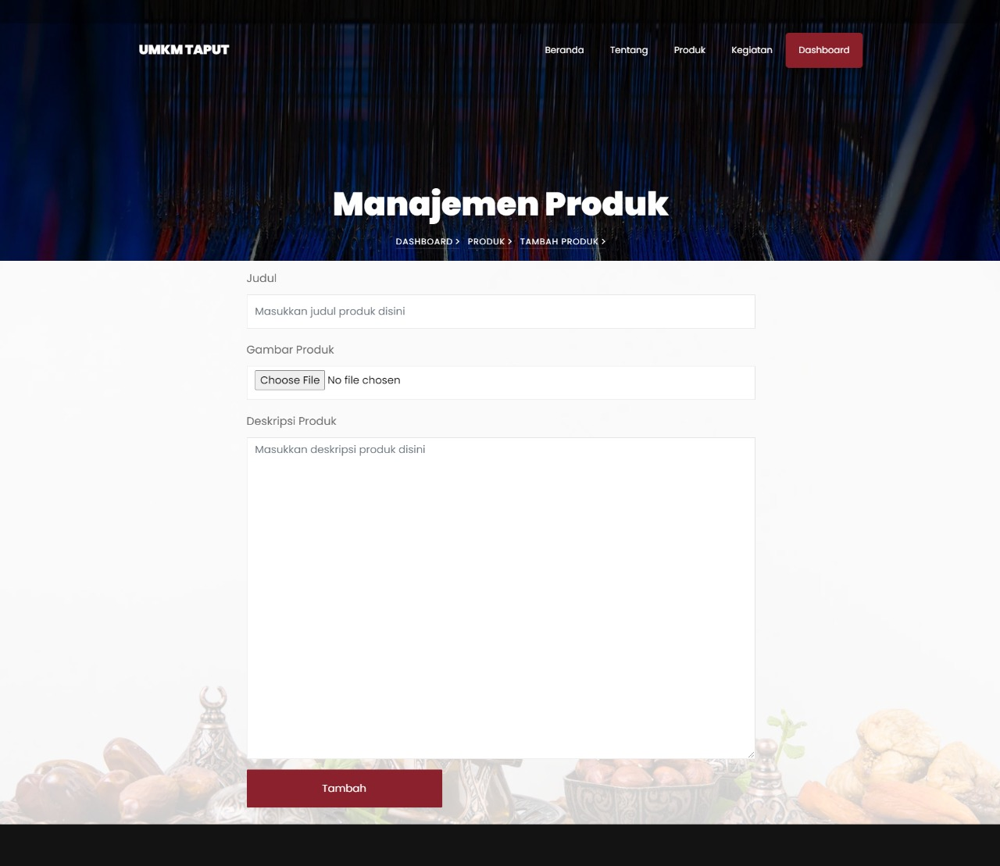 UMKM TAPUT
Beranda Tentang Produk Kegiatan Dashboard
Manajemen Produk
DASHBOARD > PRODUK > TAMBAH PRODUK >
Judul
Masukkan judul produk disini
Gambar Produk
Choose File No file chosen
Deskripsi Produk
Masukkan deskripsi produk disini
Tambah